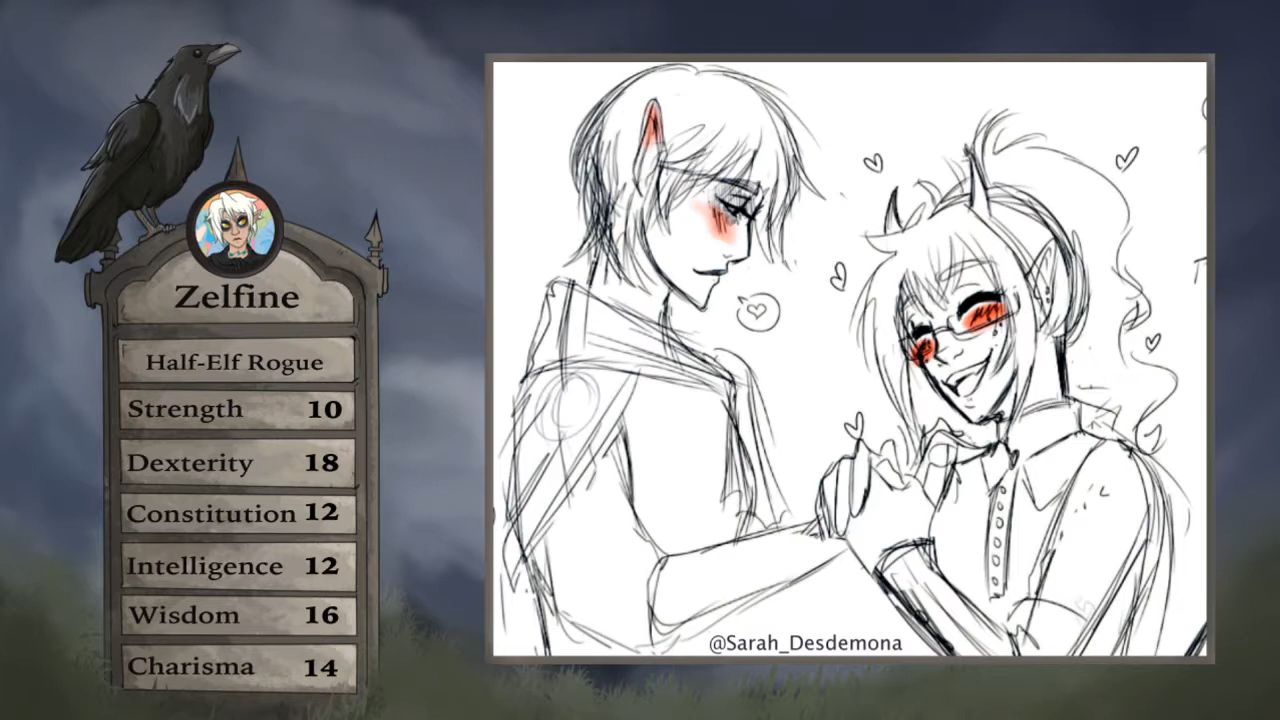 Zelfine
Half-Elf Rogue
Strength 10
Dexterity 18
Constitution 12
Intelligence 12
Wisdom 16
Charisma 14
@Sarah_Desdemona